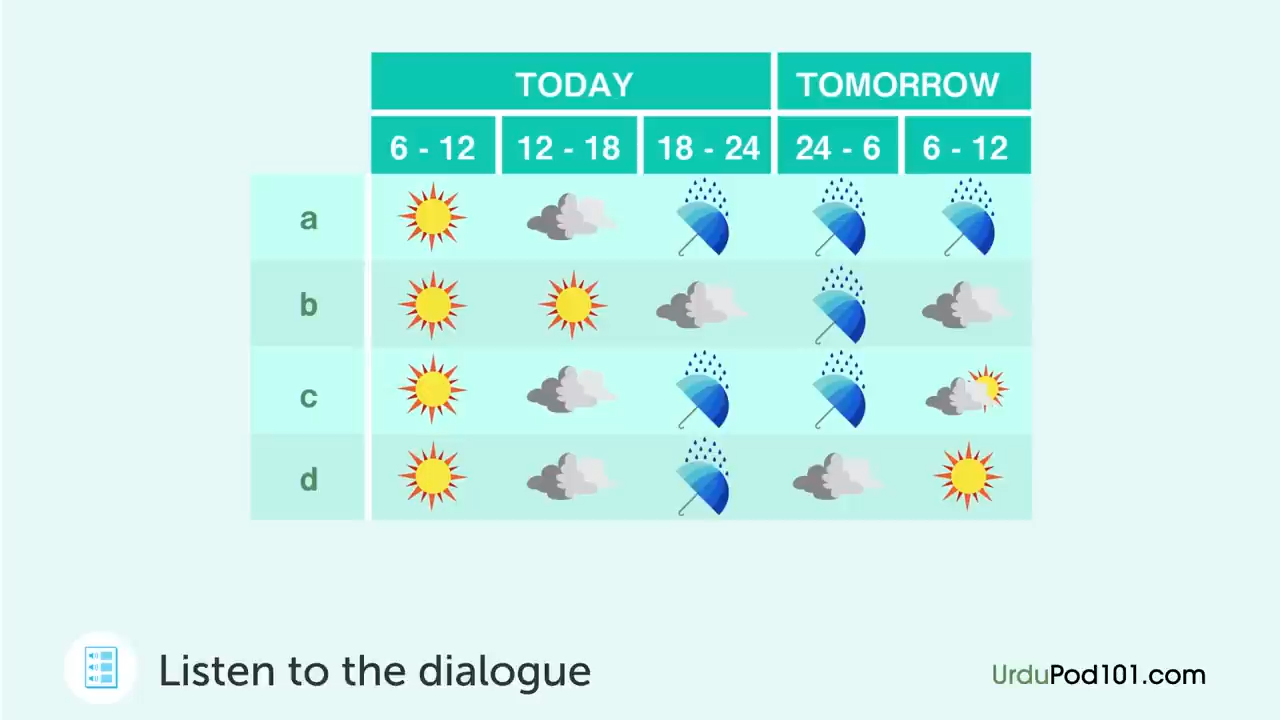 TODAY TOMORROW
6 - 12 12 - 18 18 - 24 24 - 6 6 - 12
a
b
c
d
Listen to the dialogue
UrduPod101.com